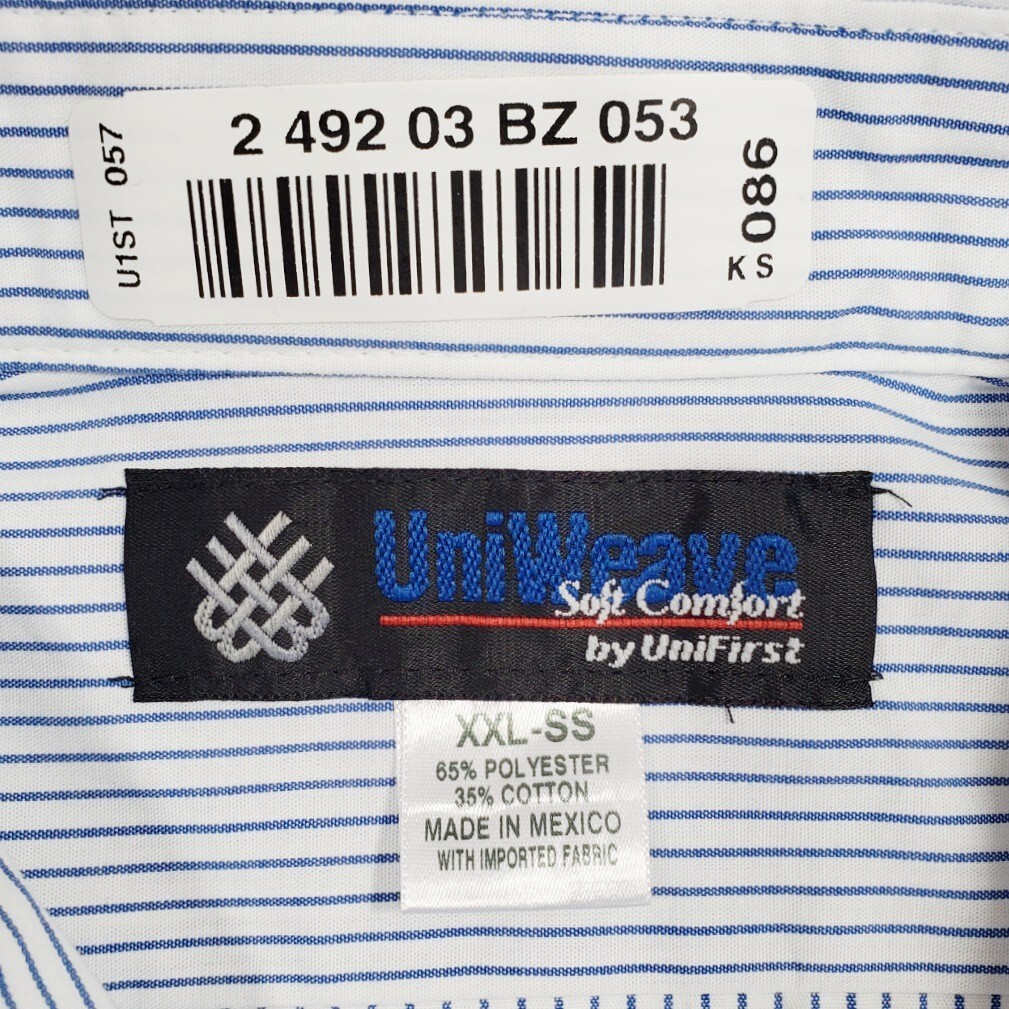 2 492 03 BZ 053
U1ST 057
086
KS
UniWeave
Soft Comfort
by UniFirst
XXL-SS
65% POLYESTER
35% COTTON
MADE IN MEXICO
WITH IMPORTED FABRIC